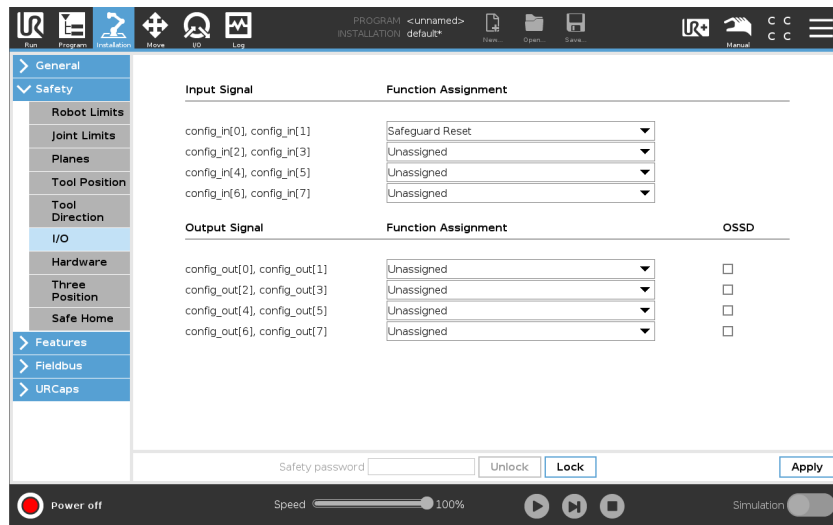 PROGRAM <unnamed>
INSTALLATION default*
Run Program Installation Move I/O Log New... Open... Save... UR+ Manual
C C
C C
General
Safety
Robot Limits
Joint Limits
Planes
Tool Position
Tool
Direction
I/O
Hardware
Three
Position
Safe Home
Features
Fieldbus
URCaps
Input Signal Function Assignment
config_in[0], config_in[1] Safeguard Reset
config_in[2], config_in[3] Unassigned
config_in[4], config_in[5] Unassigned
config_in[6], config_in[7] Unassigned
Output Signal Function Assignment OSSD
config_out[0], config_out[1] Unassigned
config_out[2], config_out[3] Unassigned
config_out[4], config_out[5] Unassigned
config_out[6], config_out[7] Unassigned
Safety password Unlock Lock Apply
Power off Speed 100% Simulation